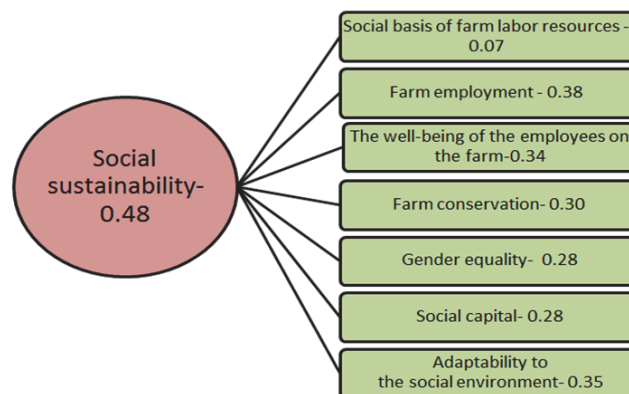 Social basis of farm labor resources -
0.07
Farm employment - 0.38
The well-being of the employees on
the farm-0.34
Social
sustainability-
0.48
Farm conservation- 0.30
Gender equality-  0.28
Social capital- 0.28
Adaptability to
the social environment- 0.35